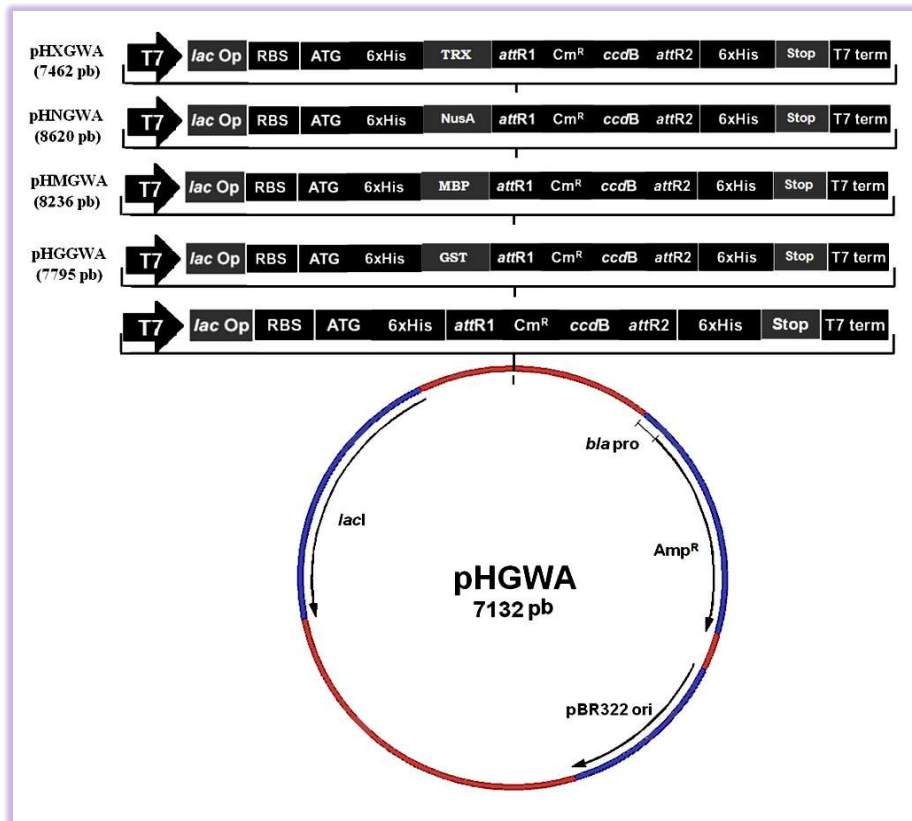 pHXGWA T7 lac Op RBS ATG 6xHis TRX attR1 Cmᴿ ccdB attR2 6xHis Stop T7 term
(7462 pb)
pHNGWA T7 lac Op RBS ATG 6xHis NusA attR1 Cmᴿ ccdB attR2 6xHis Stop T7 term
(8620 pb)
pHMGWA T7 lac Op RBS ATG 6xHis MBP attR1 Cmᴿ ccdB attR2 6xHis Stop T7 term
(8236 pb)
pHGGWA T7 lac Op RBS ATG 6xHis GST attR1 Cmᴿ ccdB attR2 6xHis Stop T7 term
(7795 pb)
T7 lac Op RBS ATG 6xHis attR1 Cmᴿ ccdB attR2 6xHis Stop T7 term
bla pro
lacI
Ampᴿ
pHGWA
7132 pb
pBR322 ori